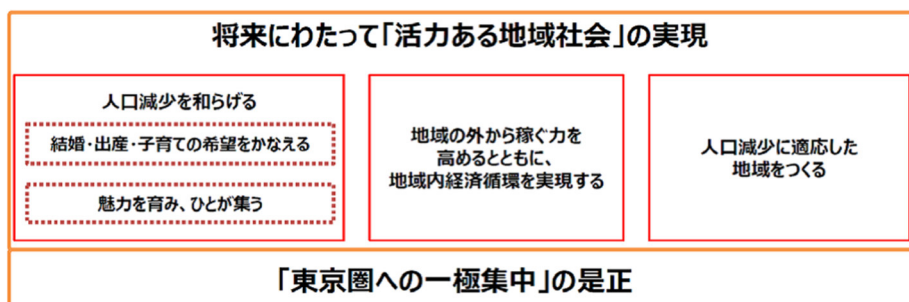 将来にわたって「活力ある地域社会」の実現
人口減少を和らげる
結婚・出産・子育ての希望をかなえる
魅力を育み、ひとが集う
地域の外から稼ぐ力を
高めるとともに、
地域内経済循環を実現する
人口減少に適応した
地域をつくる
「東京圏への一極集中」の是正